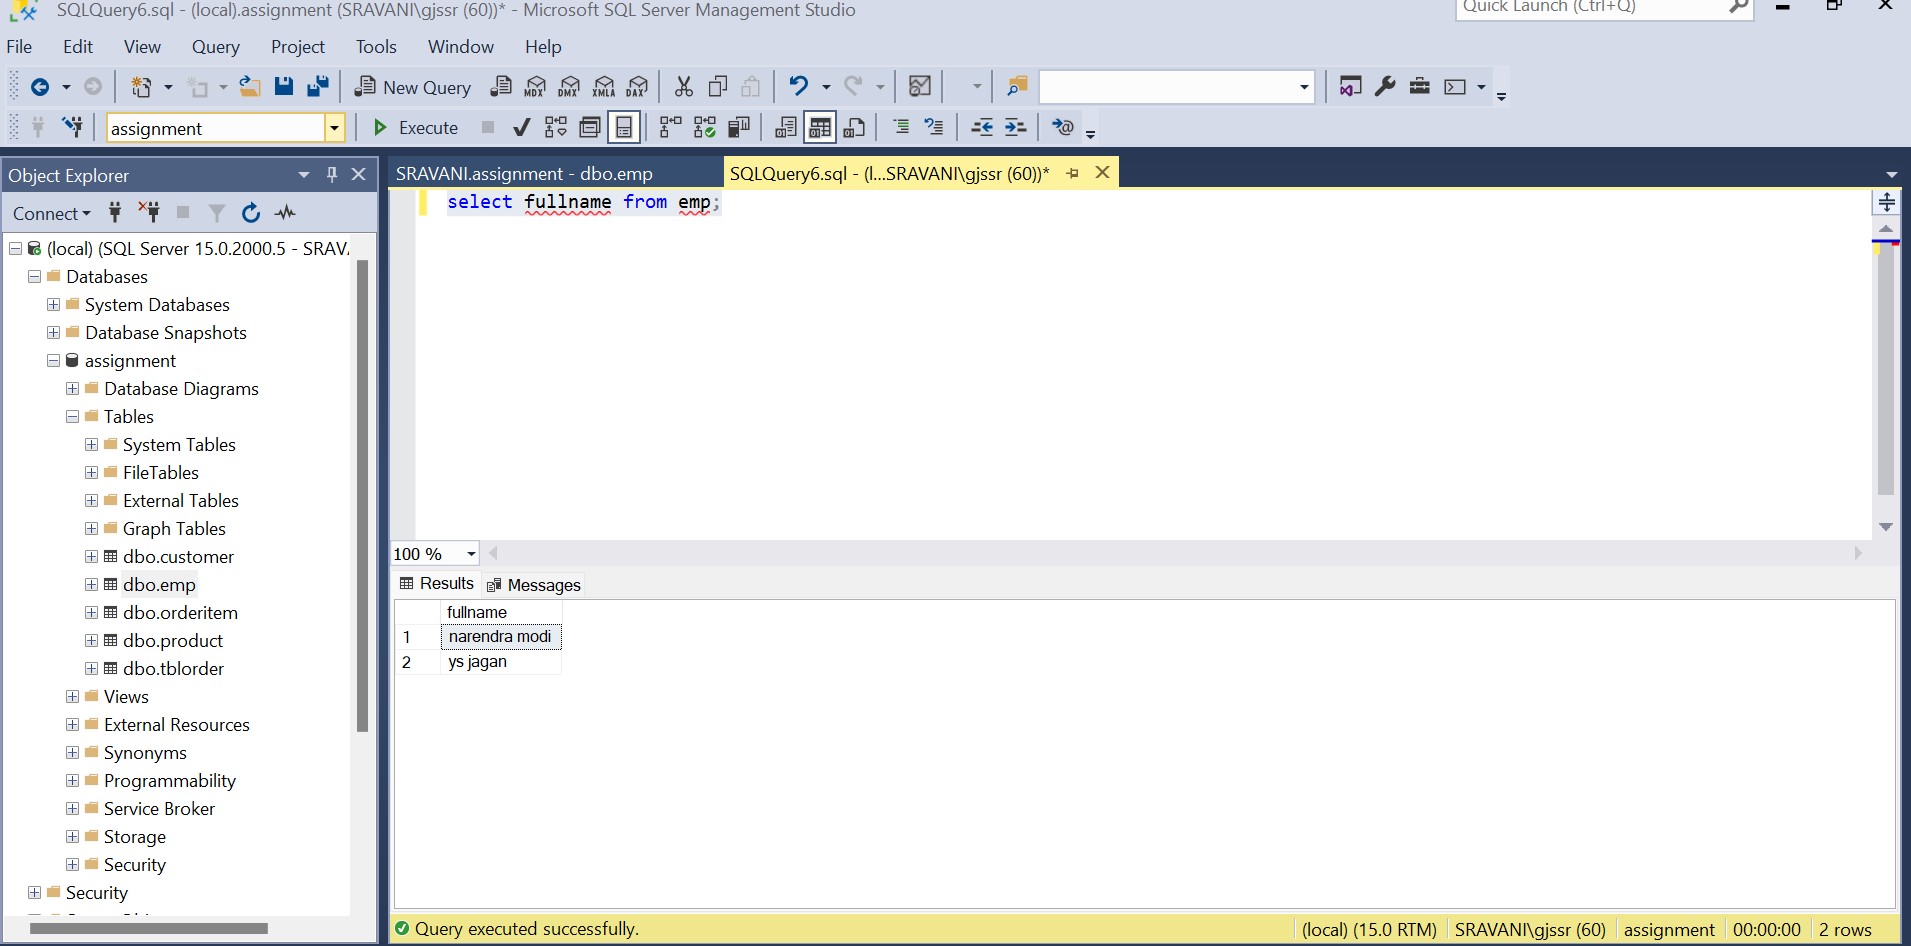 SQLQuery6.sql - (local).assignment (SRAVANI\gjssr (60))* - Microsoft SQL Server Management Studio
Quick Launch (Ctrl+Q)
File Edit View Query Project Tools Window Help
New Query MDX DMX XMLA DAX
assignment Execute
Object Explorer
SRAVANI.assignment - dbo.emp
SQLQuery6.sql - (l...SRAVANI\gjssr (60))*
Connect
select fullname from emp;
(local) (SQL Server 15.0.2000.5 - SRAV
Databases
System Databases
Database Snapshots
assignment
Database Diagrams
Tables
System Tables
FileTables
External Tables
Graph Tables
dbo.customer
dbo.emp
dbo.orderitem
dbo.product
dbo.tblorder
Views
External Resources
Synonyms
Programmability
Service Broker
Storage
Security
Security
100 %
Results Messages
fullname
1 narendra modi
2 ys jagan
Query executed successfully.
(local) (15.0 RTM) SRAVANI\gjssr (60) assignment 00:00:00 2 rows